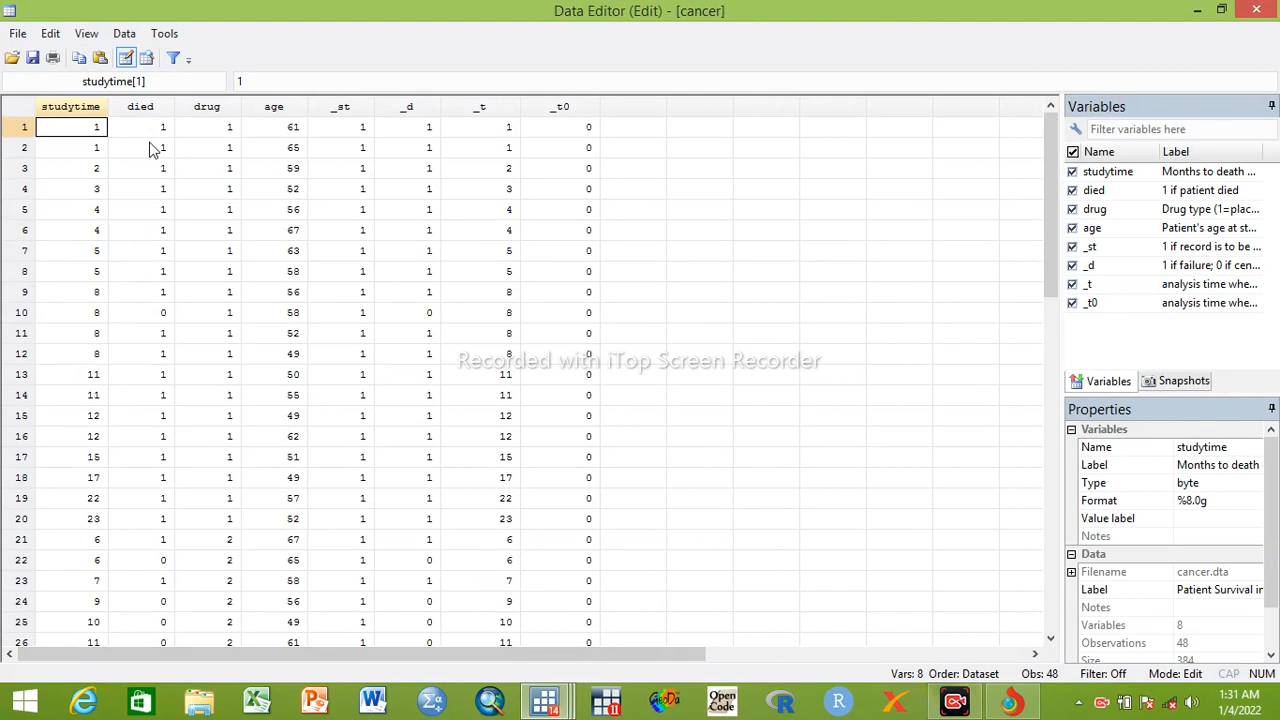 Data Editor (Edit) - [cancer]
File Edit View Data Tools
studytime[1] 1
studytime died drug age _st _d _t _t0
1 1 1 1 61 1 1 1 0
2 1 1 1 65 1 1 1 0
3 2 1 1 59 1 1 2 0
4 3 1 1 52 1 1 3 0
5 4 1 1 56 1 1 4 0
6 4 1 1 67 1 1 4 0
7 5 1 1 63 1 1 5 0
8 5 1 1 58 1 1 5 0
9 8 1 1 56 1 1 8 0
10 8 0 1 58 1 0 8 0
11 8 1 1 52 1 1 8 0
12 8 1 1 49 1 1 8 0
Recorded with iTop Screen Recorder
13 11 1 1 50 1 1 11 0
14 11 1 1 55 1 1 11 0
15 12 1 1 49 1 1 12 0
16 12 1 1 62 1 1 12 0
17 15 1 1 51 1 1 15 0
18 17 1 1 49 1 1 17 0
19 22 1 1 57 1 1 22 0
20 23 1 1 52 1 1 23 0
21 6 1 2 67 1 1 6 0
22 6 0 2 65 1 0 6 0
23 7 1 2 58 1 1 7 0
24 9 0 2 56 1 0 9 0
25 10 0 2 49 1 0 10 0
26 11 0 2 61 1 0 11 0
Variables
Filter variables here
Name Label
studytime Months to death ...
died 1 if patient died
drug Drug type (1=plac...
age Patient's age at st...
_st 1 if record is to be ...
_d 1 if failure; 0 if cen...
_t analysis time whe...
_t0 analysis time whe...
Variables Snapshots
Properties
Variables
Name studytime
Label Months to death
Type byte
Format %8.0g
Value label
Notes
Data
Filename cancer.dta
Label Patient Survival in
Notes
Variables 8
Observations 48
Size 384
Vars: 8 Order: Dataset Obs: 48 Filter: Off Mode: Edit CAP NUM
14
11
GeoDa
Open
Code
R
R
1:31 AM
1/4/2022